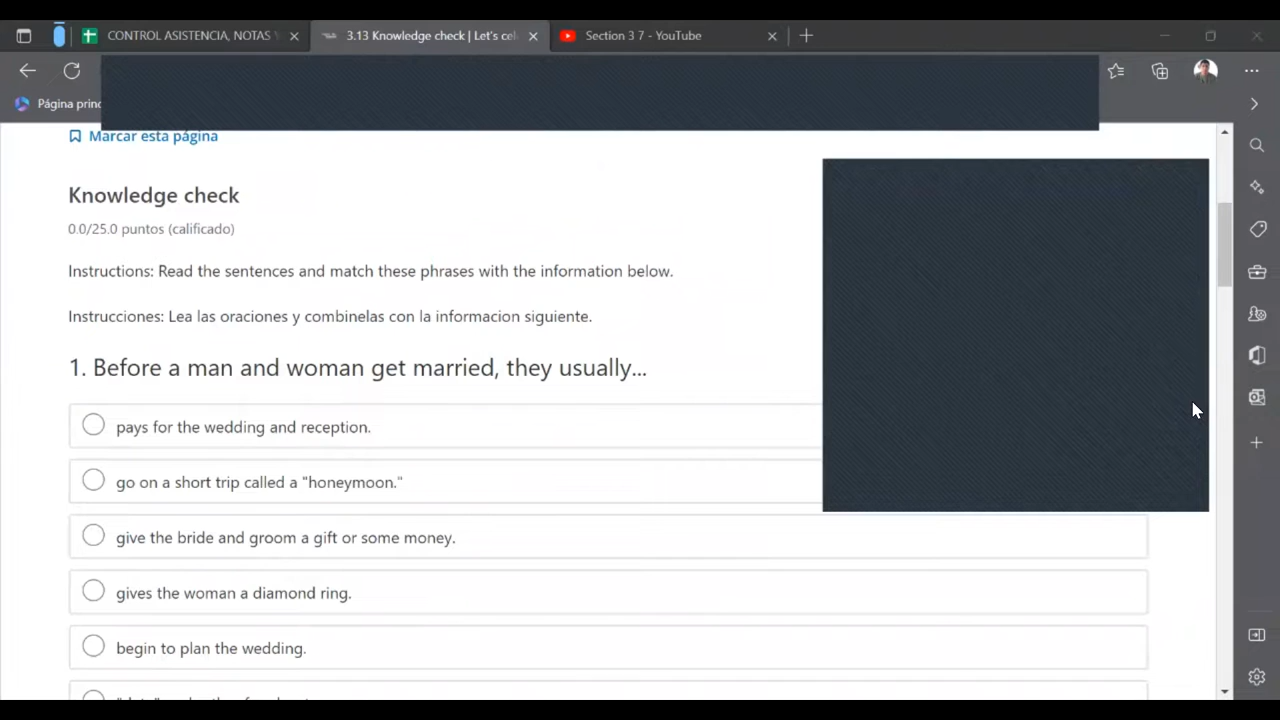 CONTROL ASISTENCIA, NOTAS
3.13 Knowledge check | Let's cel
Section 3 7 - YouTube
Página princ
Marcar esta página
Knowledge check
0.0/25.0 puntos (calificado)
Instructions: Read the sentences and match these phrases with the information below.
Instrucciones: Lea las oraciones y combinelas con la informacion siguiente.
1. Before a man and woman get married, they usually...
pays for the wedding and reception.
go on a short trip called a "honeymoon."
give the bride and groom a gift or some money.
gives the woman a diamond ring.
begin to plan the wedding.